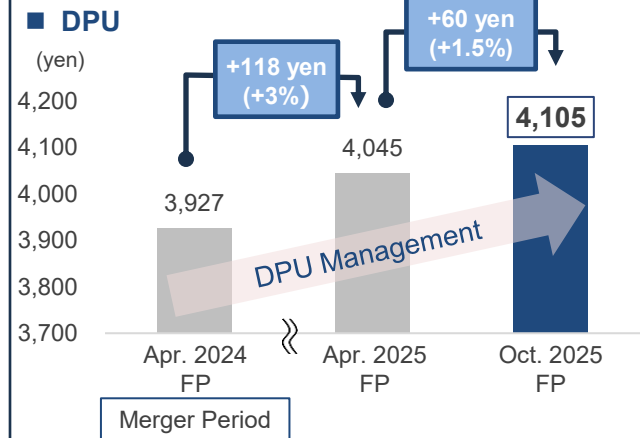 ■ DPU
(yen)
+118 yen
(+3%)
+60 yen
(+1.5%)
4,200
4,100
4,000
3,900
3,800
3,700
3,927
4,045
4,105
DPU Management
Apr. 2024
FP
Apr. 2025
FP
Oct. 2025
FP
Merger Period